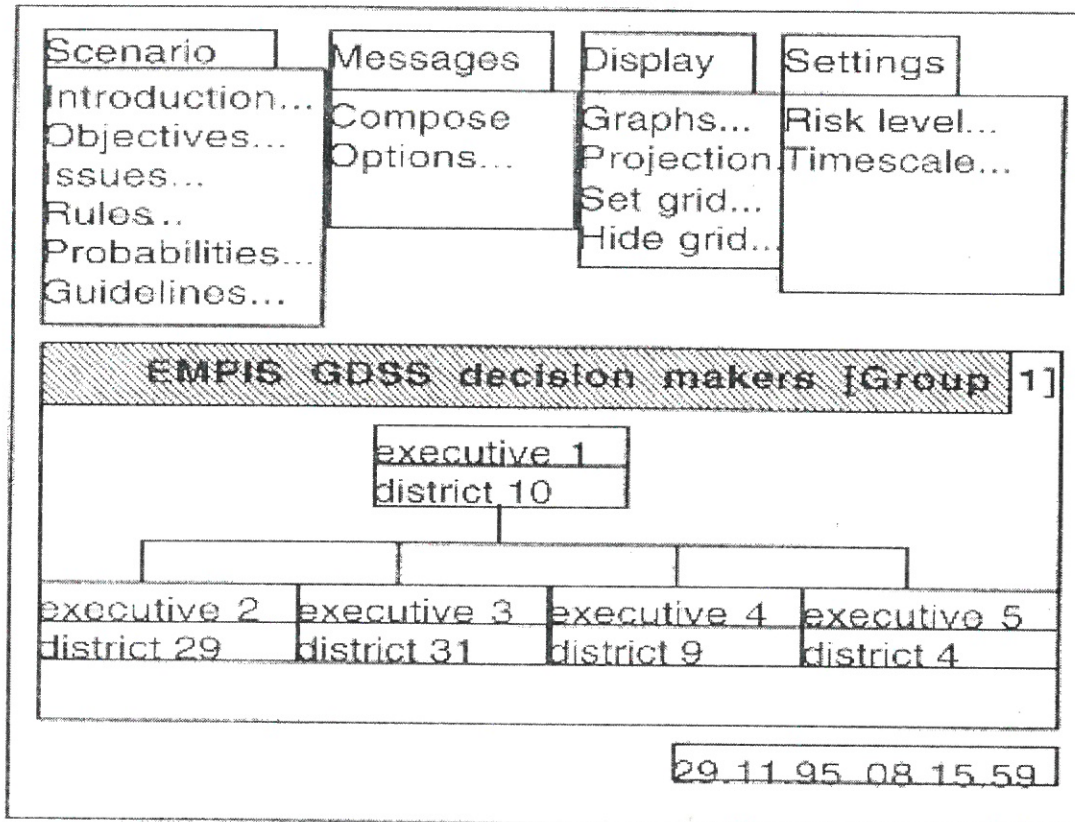 Scenario
Introduction...
Objectives...
Issues...
Rules...
Probabilities...
Guidelines...
Messages
Compose
Options...
Display
Graphs...
Projection.
Set grid...
Hide grid...
Settings
Risk level...
Timescale...
EMPIS GDSS decision makers [Group 1]
executive 1
district 10
executive 2 executive 3 executive 4 executive 5
district 29 district 31 district 9 district 4
29.11.95 08.15.59